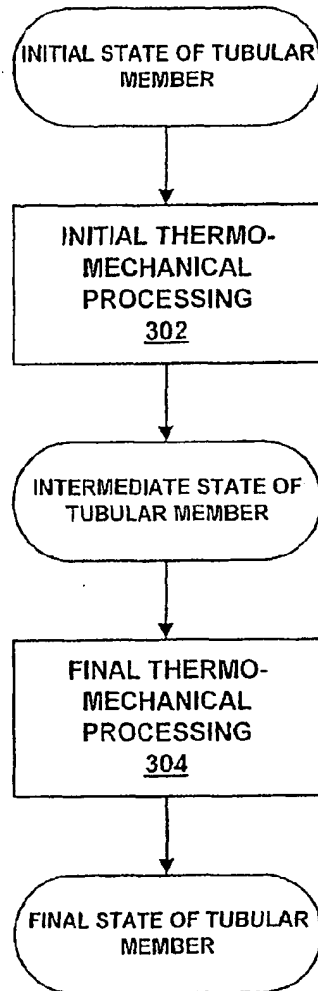 INITIAL STATE OF TUBULAR
MEMBER
INITIAL THERMO-
MECHANICAL
PROCESSING
302
INTERMEDIATE STATE OF
TUBULAR MEMBER
FINAL THERMO-
MECHANICAL
PROCESSING
304
FINAL STATE OF TUBULAR
MEMBER